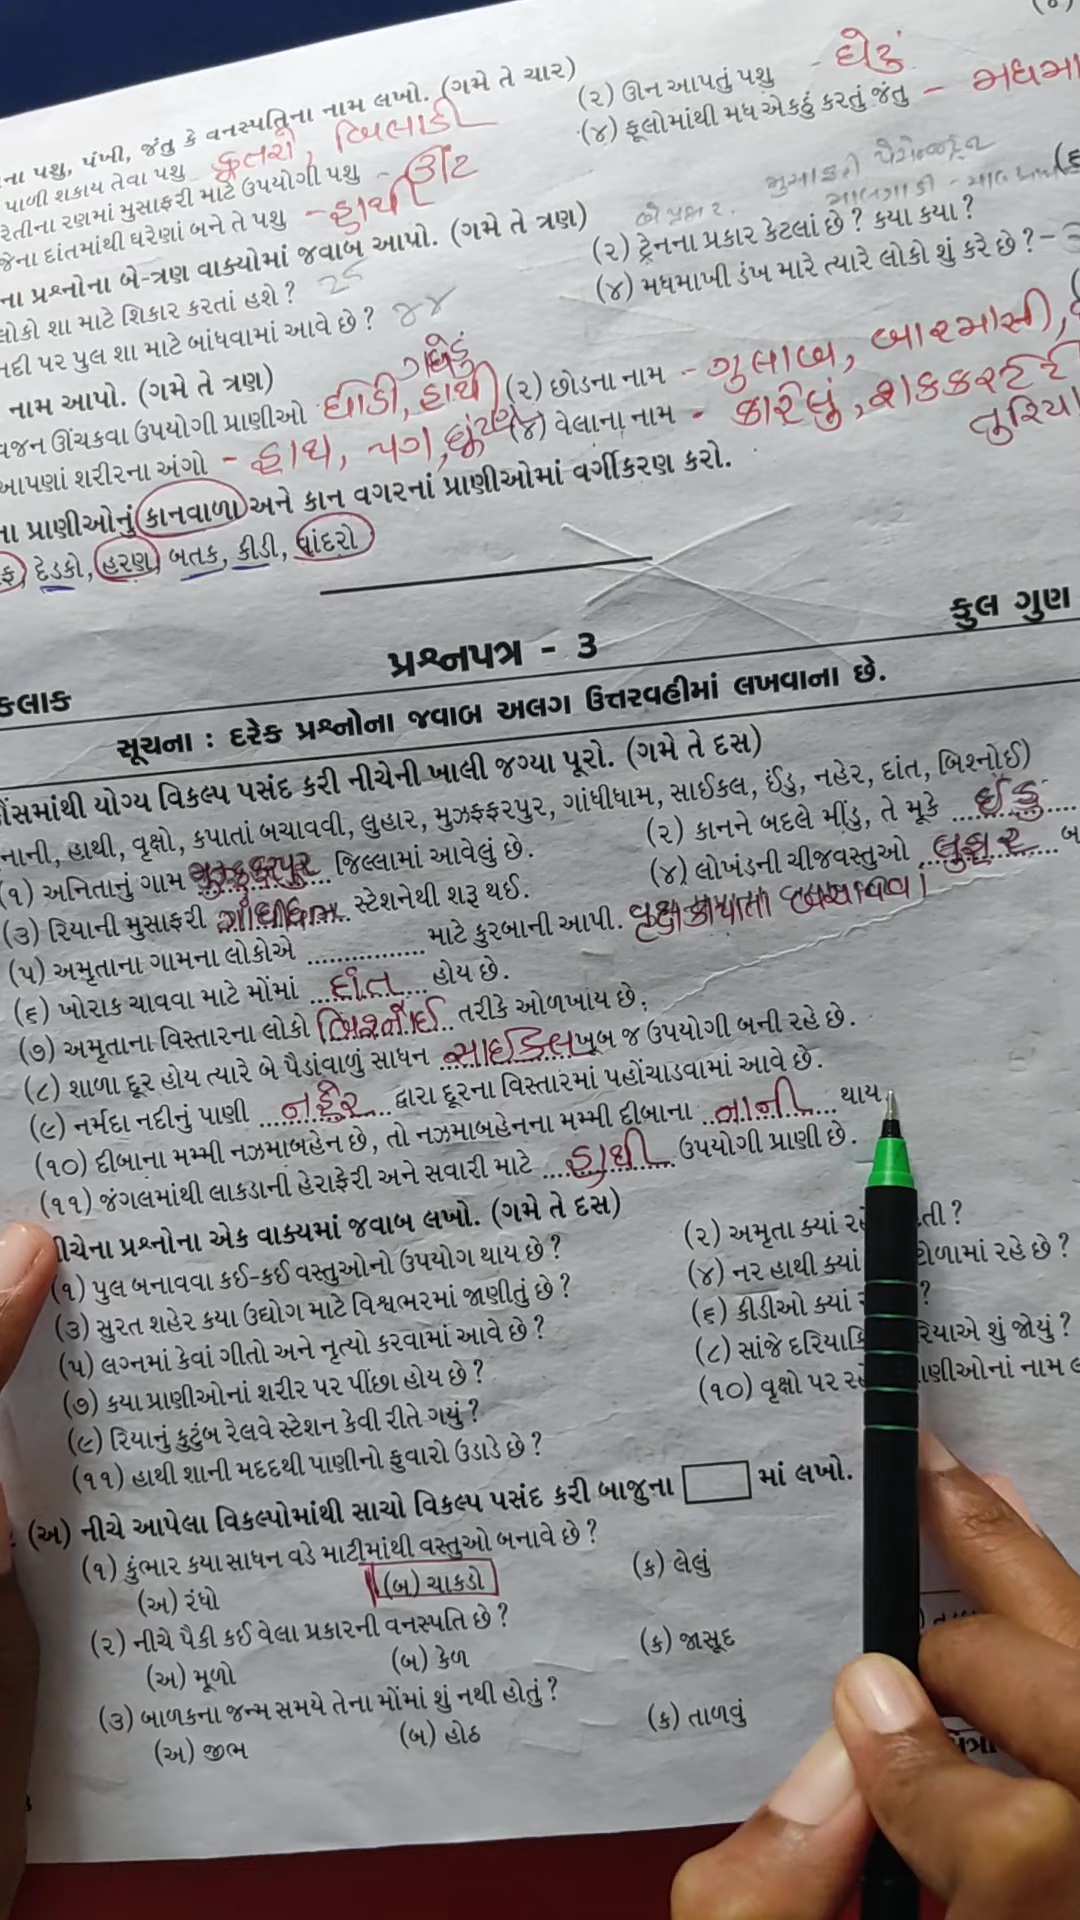 ના પશુ, પંખી, જંતુ કે વનસ્પતિના નામ લખો. (ગમે તે ચાર)
પાળી શકાય તેવા પશુ - કૂતરો, બિલાડી
(૨) ઊન આપતું પશુ - ઘેટું
રેતીના રણમાં મુસાફરી માટે ઉપયોગી પશુ - ઊંટ
(૪) ફૂલોમાંથી મધ એકઠું કરતું જંતુ - મધમા
જેના દાંતમાંથી ઘરેણાં બને તે પશુ - હાથી
ના પ્રશ્નોના બે-ત્રણ વાક્યોમાં જવાબ આપો. (ગમે તે ત્રણ)
લોકો શા માટે શિકાર કરતાં હશે ?
(૨) ટ્રેનના પ્રકાર કેટલાં છે ? કયા કયા ?
નદી પર પુલ શા માટે બાંધવામાં આવે છે ? ૪૪
(૪) મધમાખી ડંખ મારે ત્યારે લોકો શું કરે છે ? -
નામ આપો. (ગમે તે ત્રણ)
ગધેડું
વજન ઊંચકવા ઉપયોગી પ્રાણીઓ ઘોડો, હાથી
(૨) છોડના નામ - ગુલાબ, બારમાસી,
આપણાં શરીરના અંગો - હાથ, પગ, ઘૂંટણ
(૪) વેલાના નામ - કારેલું, શક્કરટેટી
તુરિયા
ના પ્રાણીઓનું કાનવાળા અને કાન વગરનાં પ્રાણીઓમાં વર્ગીકરણ કરો.
દેડકો, હરણ, બતક, કીડી, વાંદરો
પ્રશ્નપત્ર - ૩
કલાક
કુલ ગુણ
સૂચના : દરેક પ્રશ્નોના જવાબ અલગ ઉત્તરવહીમાં લખવાના છે.
કૌંસમાંથી યોગ્ય વિકલ્પ પસંદ કરી નીચેની ખાલી જગ્યા પૂરો. (ગમે તે દસ)
નાની, હાથી, વૃક્ષો, કપાતાં બચાવવી, લુહાર, મુઝફ્ફરપુર, ગાંધીધામ, સાઈકલ, ઈંડુ, નહેર, દાંત, બિશ્નોઈ)
(૧) અનિતાનું ગામ મુઝફ્ફરપુર જિલ્લામાં આવેલું છે.
(૨) કાનને બદલે મીંડુ, તે મૂકે ઈંડુ
(૩) રિયાની મુસાફરી ગાંધીધામ સ્ટેશનેથી શરૂ થઈ.
(૪) લોખંડની ચીજવસ્તુઓ લુહાર બ
(૫) અમૃતાના ગામના લોકોએ ............... માટે કુરબાની આપી. વૃક્ષ કાપાતા બચાવવા
(૬) ખોરાક ચાવવા માટે મોંમાં દાંત હોય છે.
(૭) અમૃતાના વિસ્તારના લોકો બિશ્નોઈ તરીકે ઓળખાય છે.
(૮) શાળા દૂર હોય ત્યારે બે પૈડાંવાળું સાધન સાઈકલ ખૂબ જ ઉપયોગી બની રહે છે.
(૯) નર્મદા નદીનું પાણી નહેર દ્વારા દૂરના વિસ્તારમાં પહોંચાડવામાં આવે છે.
(૧૦) દીબાના મમ્મી નઝમાબહેન છે, તો નઝમાબહેનના મમ્મી દીબાના નાની થાય
(૧૧) જંગલમાંથી લાકડાની હેરાફેરી અને સવારી માટે હાથી ઉપયોગી પ્રાણી છે.
નીચેના પ્રશ્નોના એક વાક્યમાં જવાબ લખો. (ગમે તે દસ)
(૧) પુલ બનાવવા કઈ-કઈ વસ્તુઓનો ઉપયોગ થાય છે ?
(૨) અમૃતા ક્યાં તી ?
(૩) સુરત શહેર કયા ઉદ્યોગ માટે વિશ્વભરમાં જાણીતું છે ?
(૪) નર હાથી ક્યાં ટોળામાં રહે છે ?
(૫) લગ્નમાં કેવાં ગીતો અને નૃત્યો કરવામાં આવે છે ?
(૬) કીડીઓ ક્યાં ?
(૭) કયા પ્રાણીઓનાં શરીર પર પીંછા હોય છે ?
(૮) સાંજે દરિયાકિ રિયાએ શું જોયું ?
(૯) રિયાનું કુટુંબ રેલવે સ્ટેશન કેવી રીતે ગયું ?
(૧૦) વૃક્ષો પર રહે ાણીઓનાં નામ
(૧૧) હાથી શાની મદદથી પાણીનો ફુવારો ઉડાડે છે ?
(અ) નીચે આપેલા વિકલ્પોમાંથી સાચો વિકલ્પ પસંદ કરી બાજુના માં લખો.
(૧) કુંભાર કયા સાધન વડે માટીમાંથી વસ્તુઓ બનાવે છે ?
(અ) રંધો (બ) ચાકડો (ક) લેલું
(૨) નીચે પૈકી કઈ વેલા પ્રકારની વનસ્પતિ છે ?
(અ) મૂળો (બ) કેળ (ક) જાસૂદ
(૩) બાળકના જન્મ સમયે તેના મોંમાં શું નથી હોતું ?
(અ) જીભ (બ) હોઠ (ક) તાળવું